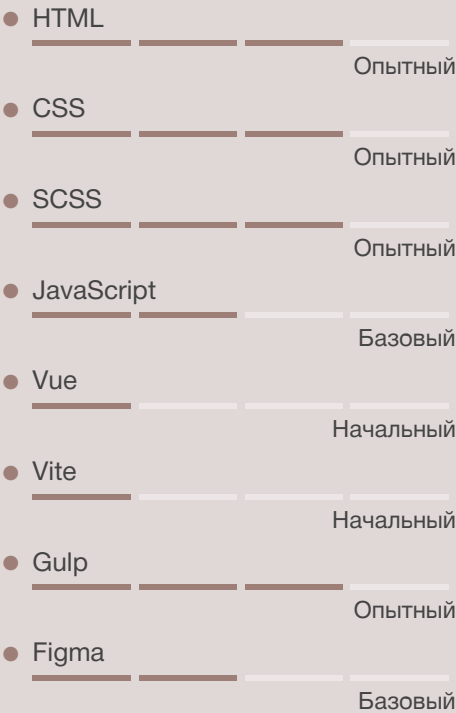 HTML
Опытный
CSS
Опытный
SCSS
Опытный
JavaScript
Базовый
Vue
Начальный
Vite
Начальный
Gulp
Опытный
Figma
Базовый